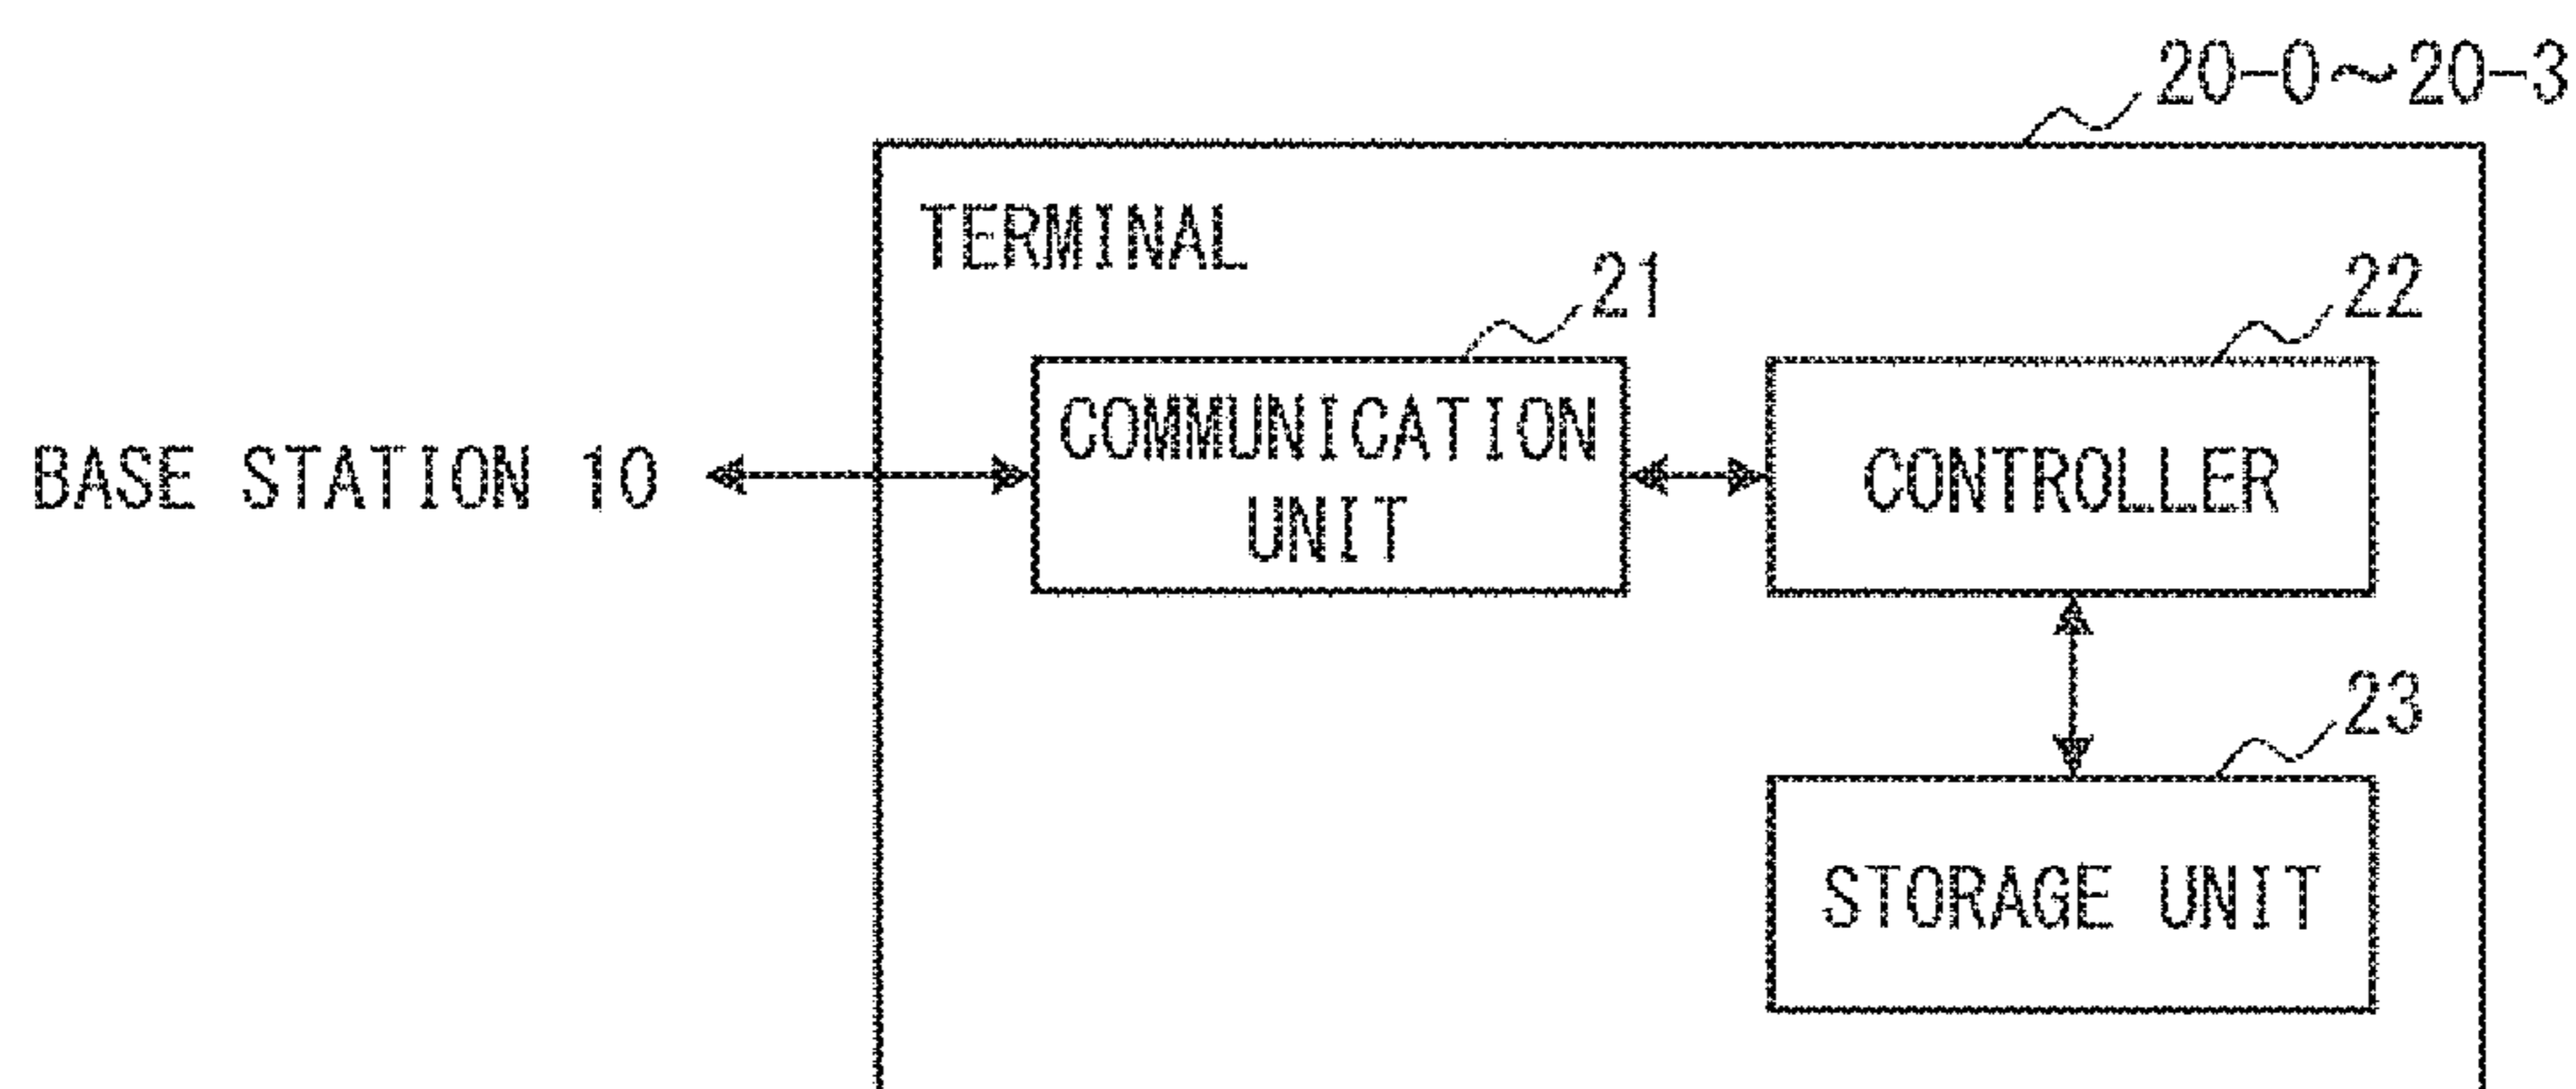 20-0～20-3
TERMINAL
21
22
COMMUNICATION
UNIT
CONTROLLER
BASE STATION 10
23
STORAGE UNIT